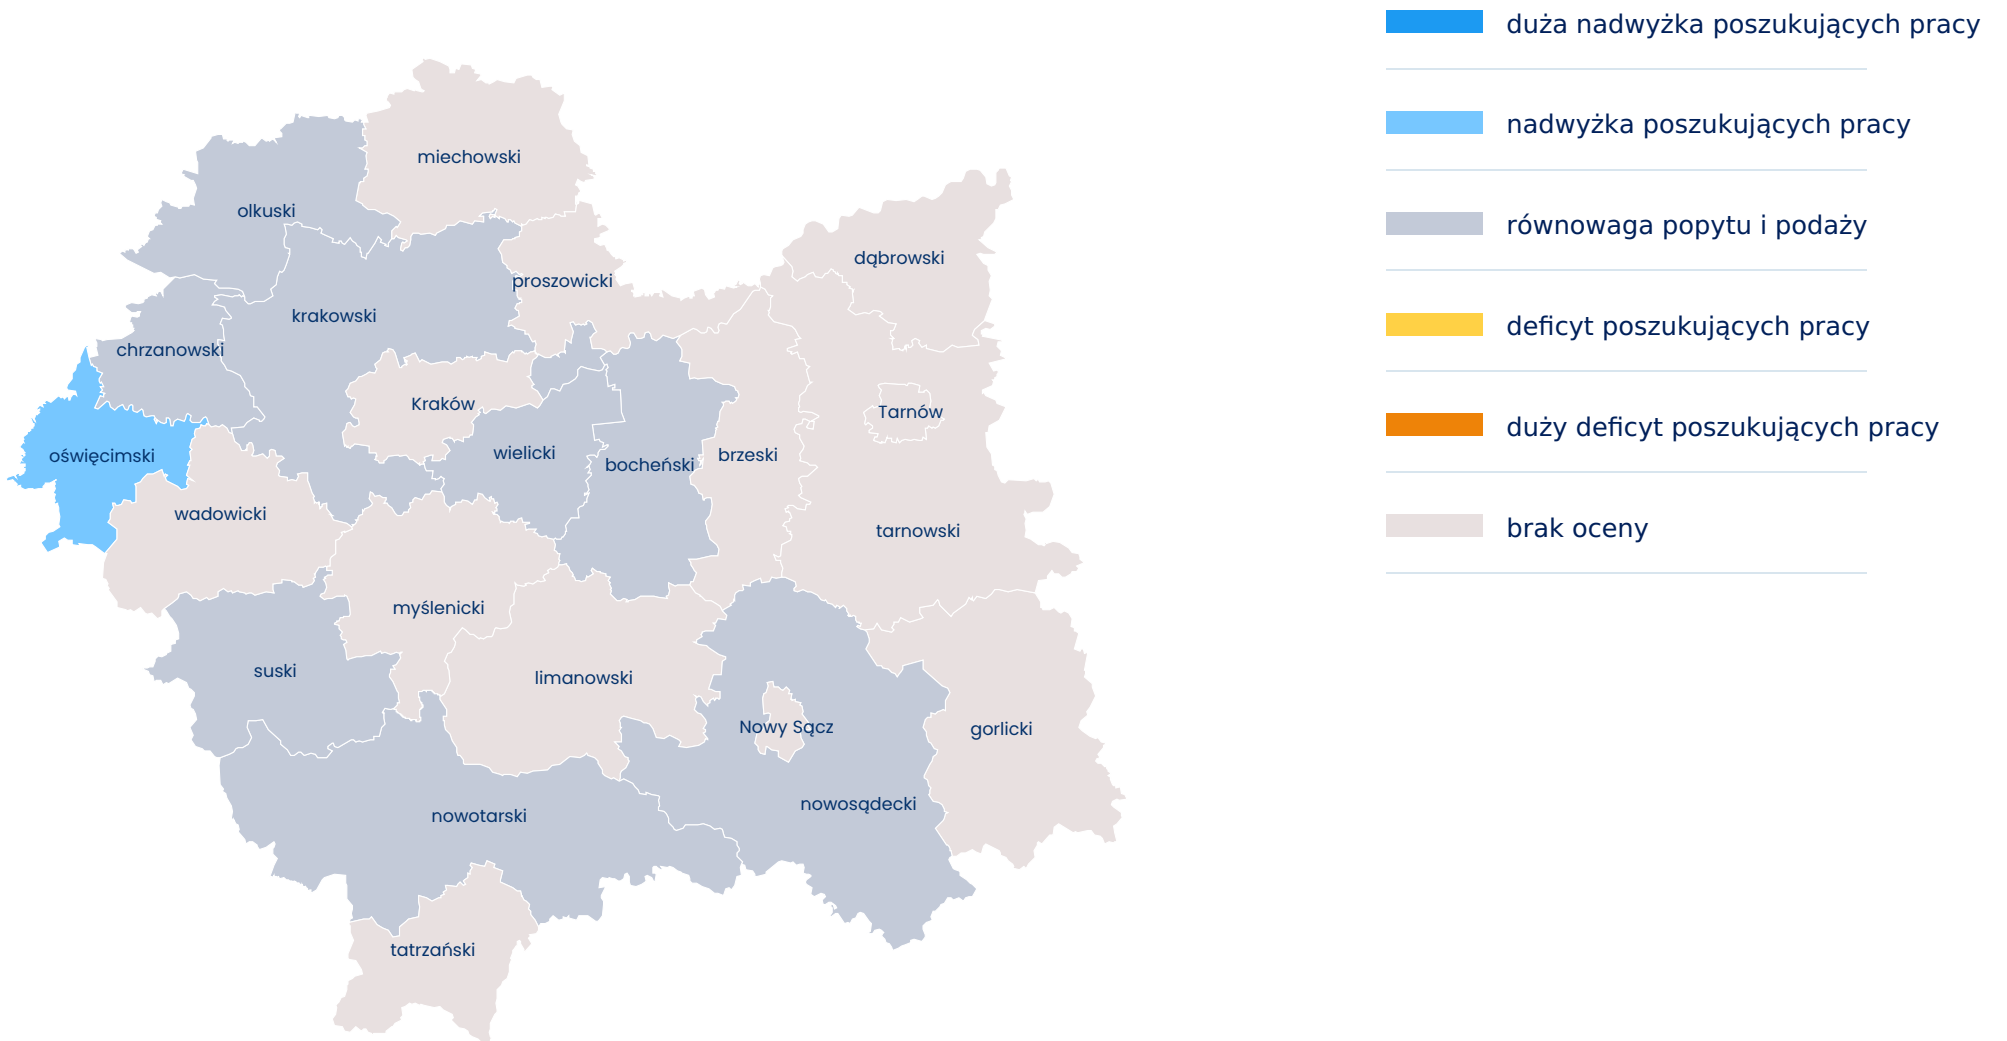 duża nadwyżka poszukujących pracy
nadwyżka poszukujących pracy
równowaga popytu i podaży
deficyt poszukujących pracy
duży deficyt poszukujących pracy
brak oceny
miechowski
olkuski
dąbrowski
proszowicki
krakowski
chrzanowski
Kraków
Tarnów
oświęcimski
wielicki
bocheński
brzeski
wadowicki
tarnowski
myślenicki
suski
limanowski
Nowy Sącz
gorlicki
nowosądecki
nowotarski
tatrzański